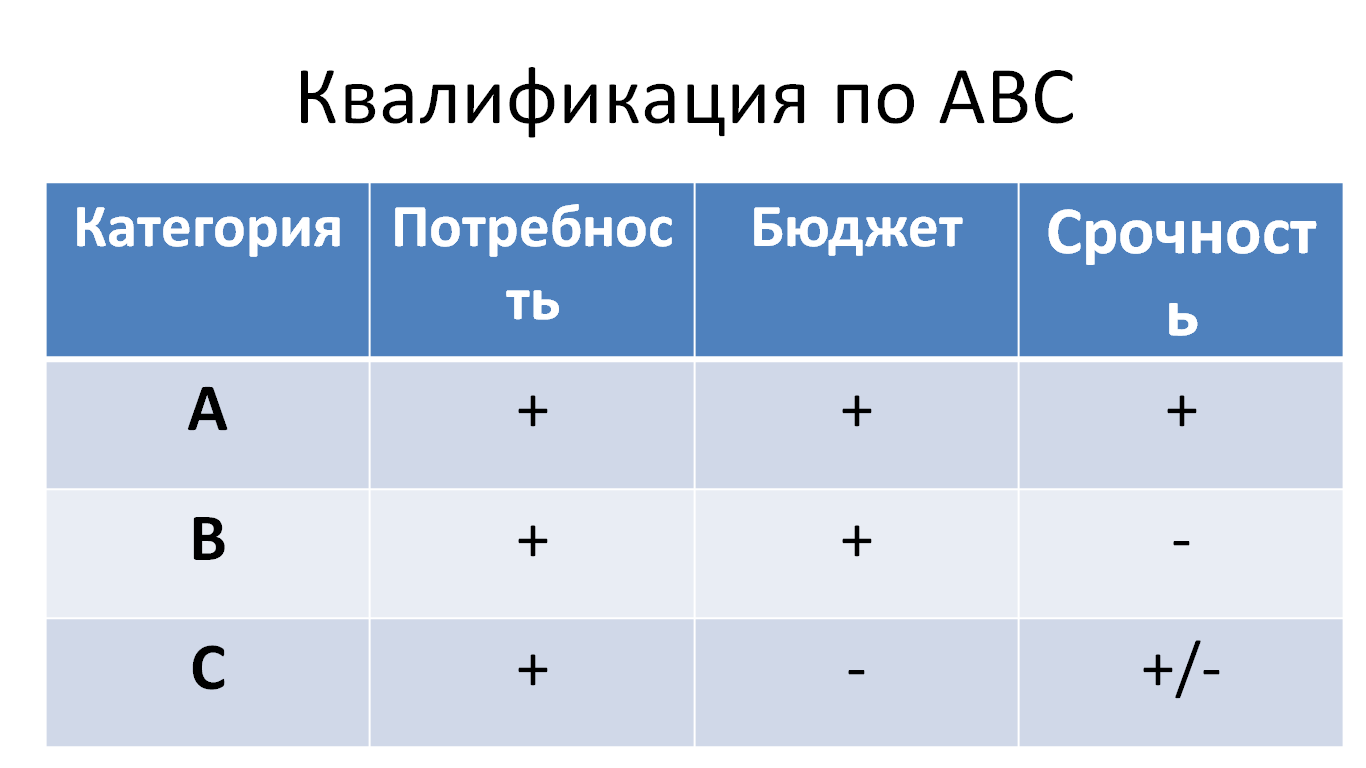 Квалификация по ABC
Категория Потребнос Бюджет Срочност
ть ь
A + + +
B + + -
C + - +/-